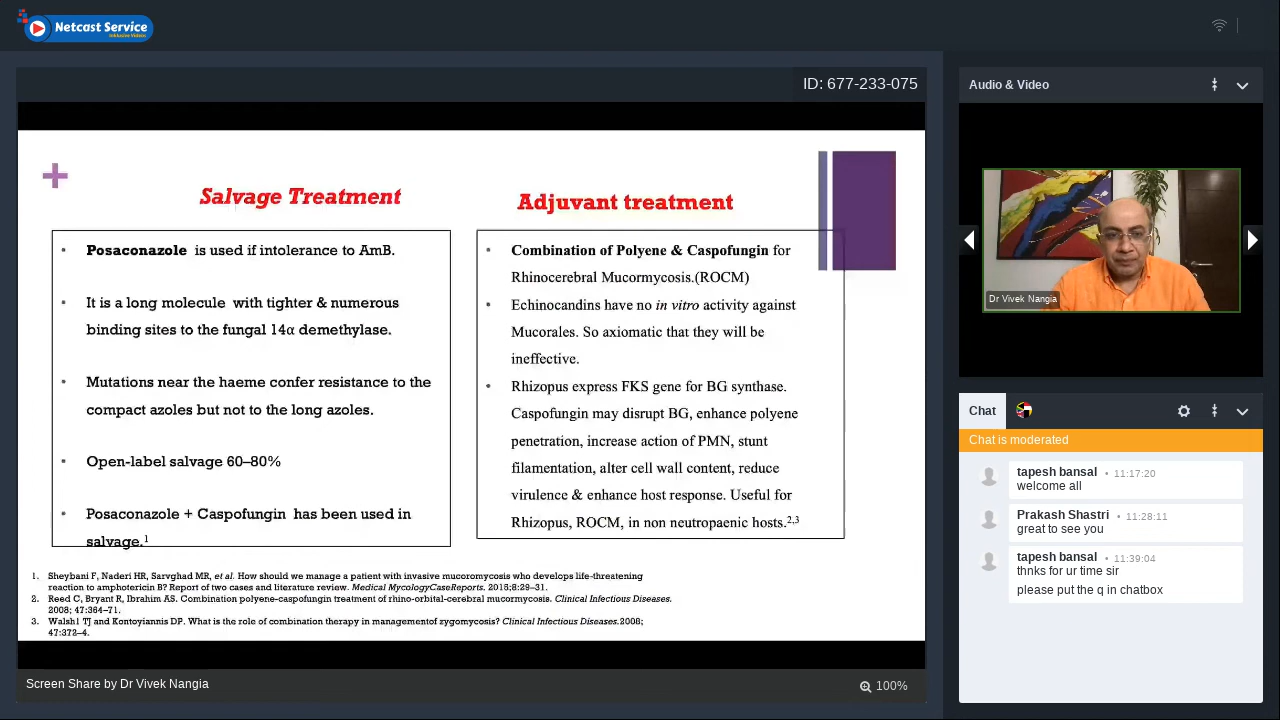 Netcast Service
ID: 677-233-075
Salvage Treatment
Posaconazole is used if intolerance to AmB.
It is a long molecule with tighter & numerous
binding sites to the fungal 14α demethylase.
Mutations near the haeme confer resistance to the
compact azoles but not to the long azoles.
Open-label salvage 60–80%
Posaconazole + Caspofungin has been used in
salvage.1
Adjuvant treatment
Combination of Polyene & Caspofungin for
Rhinocerebral Mucormycosis.(ROCM)
Echinocandins have no in vitro activity against
Mucorales. So axiomatic that they will be
ineffective.
Rhizopus express FKS gene for BG synthase.
Caspofungin may disrupt BG, enhance polyene
penetration, increase action of PMN, stunt
filamentation, alter cell wall content, reduce
virulence & enhance host response. Useful for
Rhizopus, ROCM, in non neutropaenic hosts.2,3
1. Sheybani F, Naderi HR, Sarvghad MR, et al. How should we manage a patient with invasive mucoromycosis who develops life-threatening
reaction to amphotericin B? Report of two cases and literature review. Medical MycologyCaseReports. 2015;8:29–31.
2. Reed C, Bryant R, Ibrahim AS. Combination polyene-caspofungin treatment of rhino-orbital-cerebral mucormycosis. Clinical Infectious Diseases.
2008; 47:364–71.
3. Walsh1 TJ and Kontoyiannis DP. What is the role of combination therapy in managementof zygomycosis? Clinical Infectious Diseases.2008;
47:372–4.
Screen Share by Dr Vivek Nangia
100%
Audio & Video
Dr Vivek Nangia
Chat
Chat is moderated
tapesh bansal • 11:17:20
welcome all
Prakash Shastri • 11:28:11
great to see you
tapesh bansal • 11:39:04
thnks for ur time sir
please put the q in chatbox